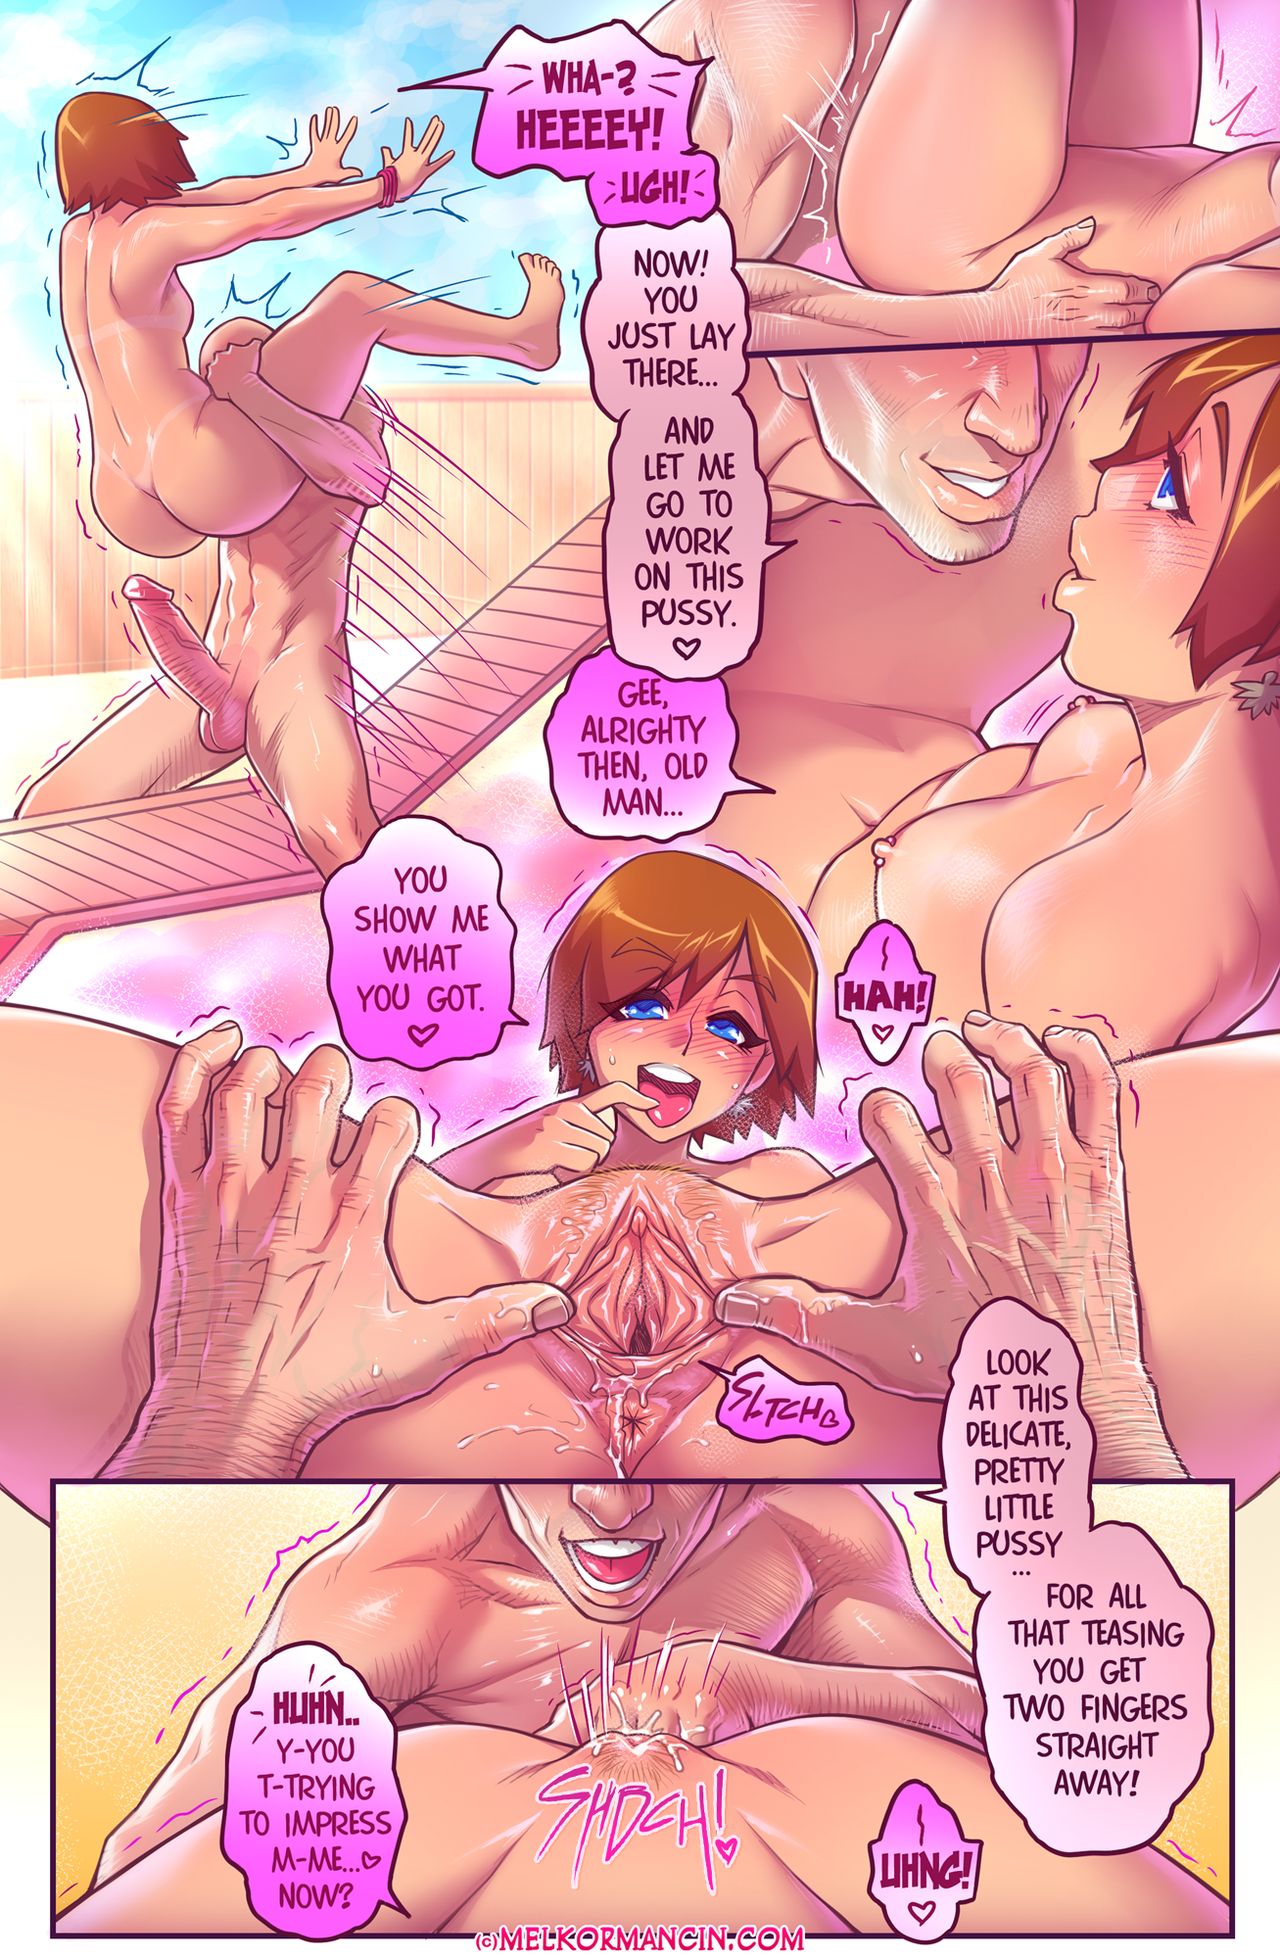 WHA-?
HEEEEY!
UGH!
NOW!
YOU
JUST LAY
THERE...
AND
LET ME
GO TO
WORK
ON THIS
PUSSY.
♡
GEE,
ALRIGHTY
THEN, OLD
MAN...
YOU
SHOW ME
WHAT
YOU GOT.
♡
HAH!
♡
SLTCH♡
LOOK
AT THIS
DELICATE,
PRETTY
LITTLE
PUSSY
...
FOR ALL
THAT TEASING
YOU GET
TWO FINGERS
STRAIGHT
AWAY!
HUHN..
Y-YOU
T-TRYING
TO IMPRESS
M-ME...♡
NOW?
SHBCH!♡
UHNG!
♡
(C)MELKORMANCIN.COM